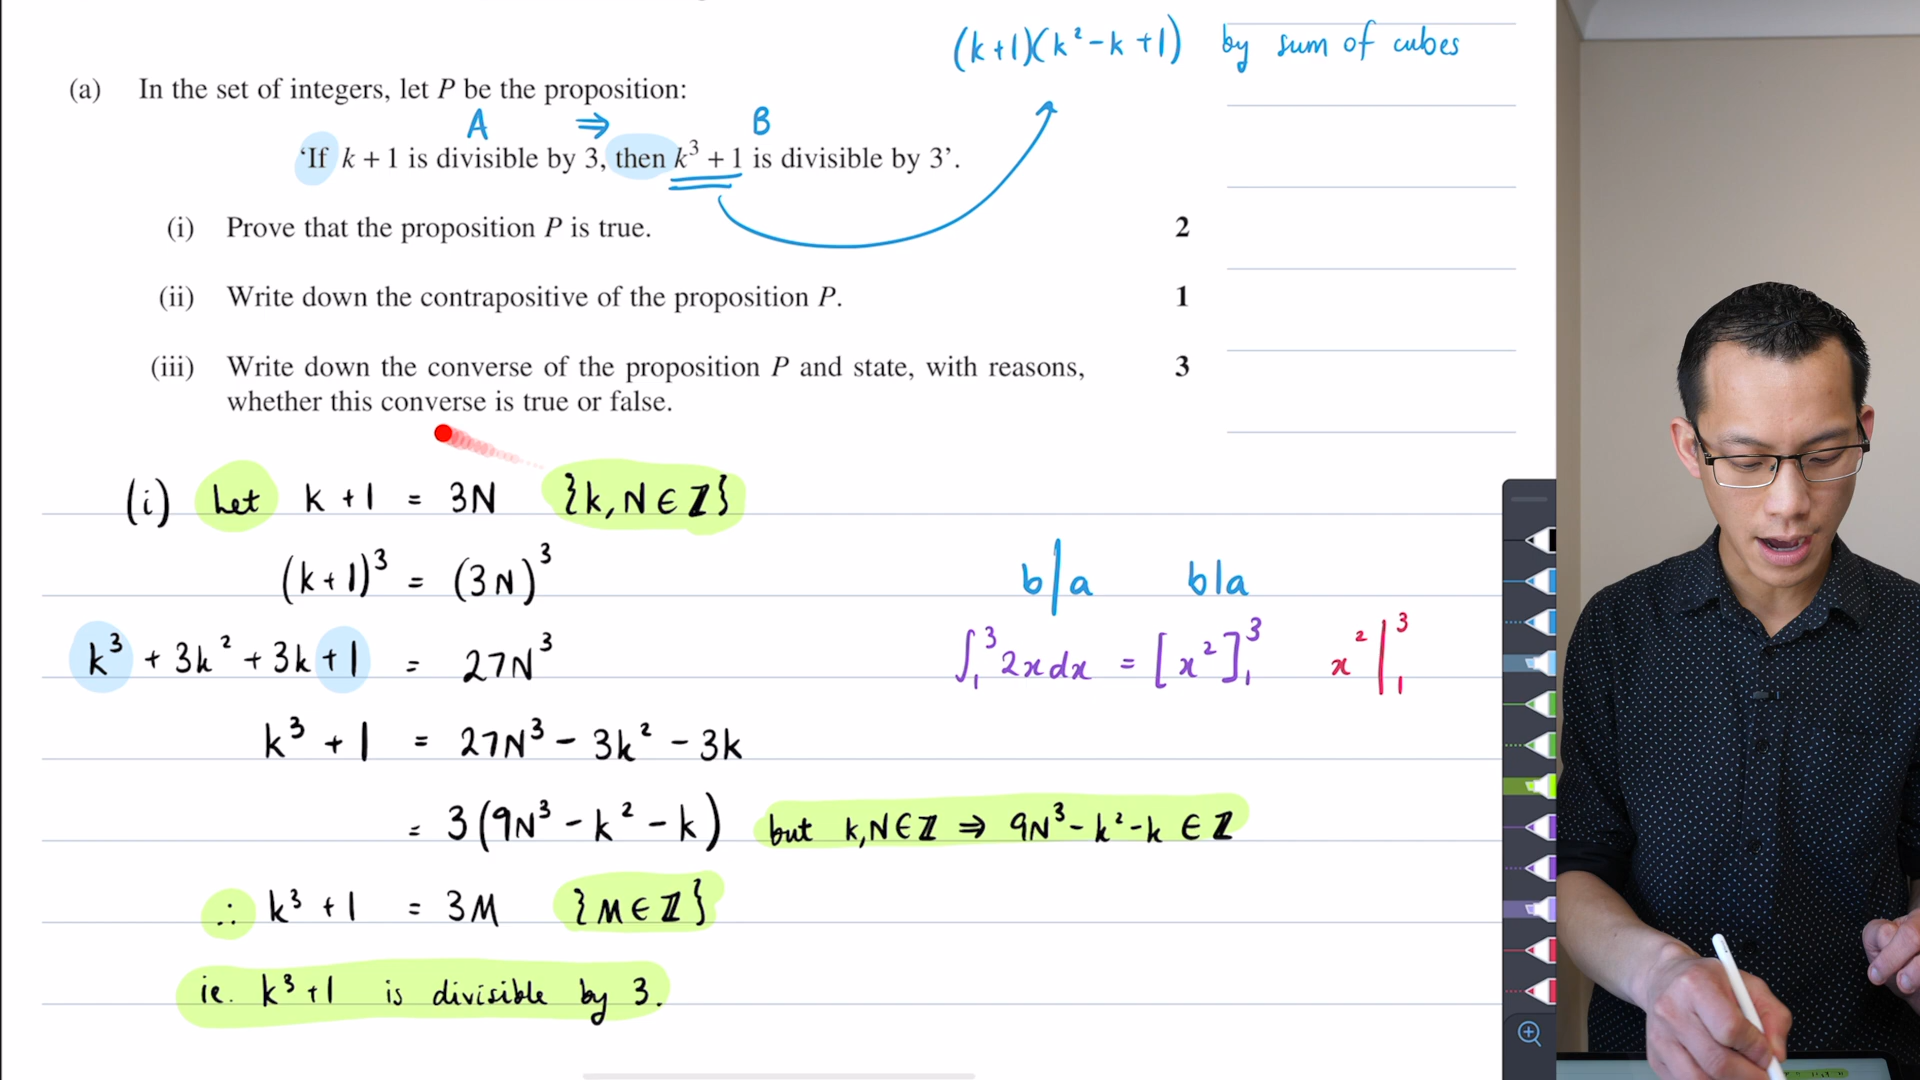 (k+1)(k²-k+1) by sum of cubes
(a) In the set of integers, let P be the proposition:
A ⇒ B
‘If k + 1 is divisible by 3, then k³ + 1 is divisible by 3’.
(i) Prove that the proposition P is true. 2
(ii) Write down the contrapositive of the proposition P. 1
(iii) Write down the converse of the proposition P and state, with reasons, 3
whether this converse is true or false.
(i) Let k + 1 = 3N {k, N ∈ ℤ}
(k+1)³ = (3N)³
b|a b|a
k³ + 3k² + 3k + 1 = 27N³
∫₁³ 2x dx = [x²]₁³ x²|₁³
k³ + 1 = 27N³ - 3k² - 3k
= 3(9N³ - k² - k) but k, N ∈ ℤ ⇒ 9N³ - k² - k ∈ ℤ
∴ k³ + 1 = 3M {M ∈ ℤ}
ie. k³+1 is divisible by 3.